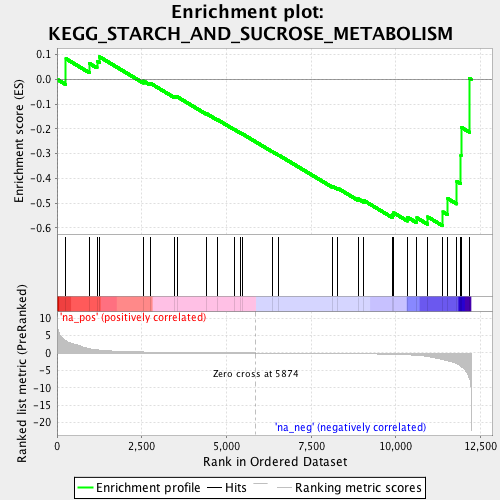 Enrichment plot:
KEGG_STARCH_AND_SUCROSE_METABOLISM
Enrichment score (ES)
0.1
0.0
-0.1
-0.2
-0.3
-0.4
-0.5
-0.6
Ranked list metric (PreRanked)
10
5
0
-5
-10
-15
-20
'na_pos' (positively correlated)
Zero cross at 5874
'na_neg' (negatively correlated)
0
2,500
5,000
7,500
10,000
12,500
Rank in Ordered Dataset
Enrichment profile
Hits
Ranking metric scores